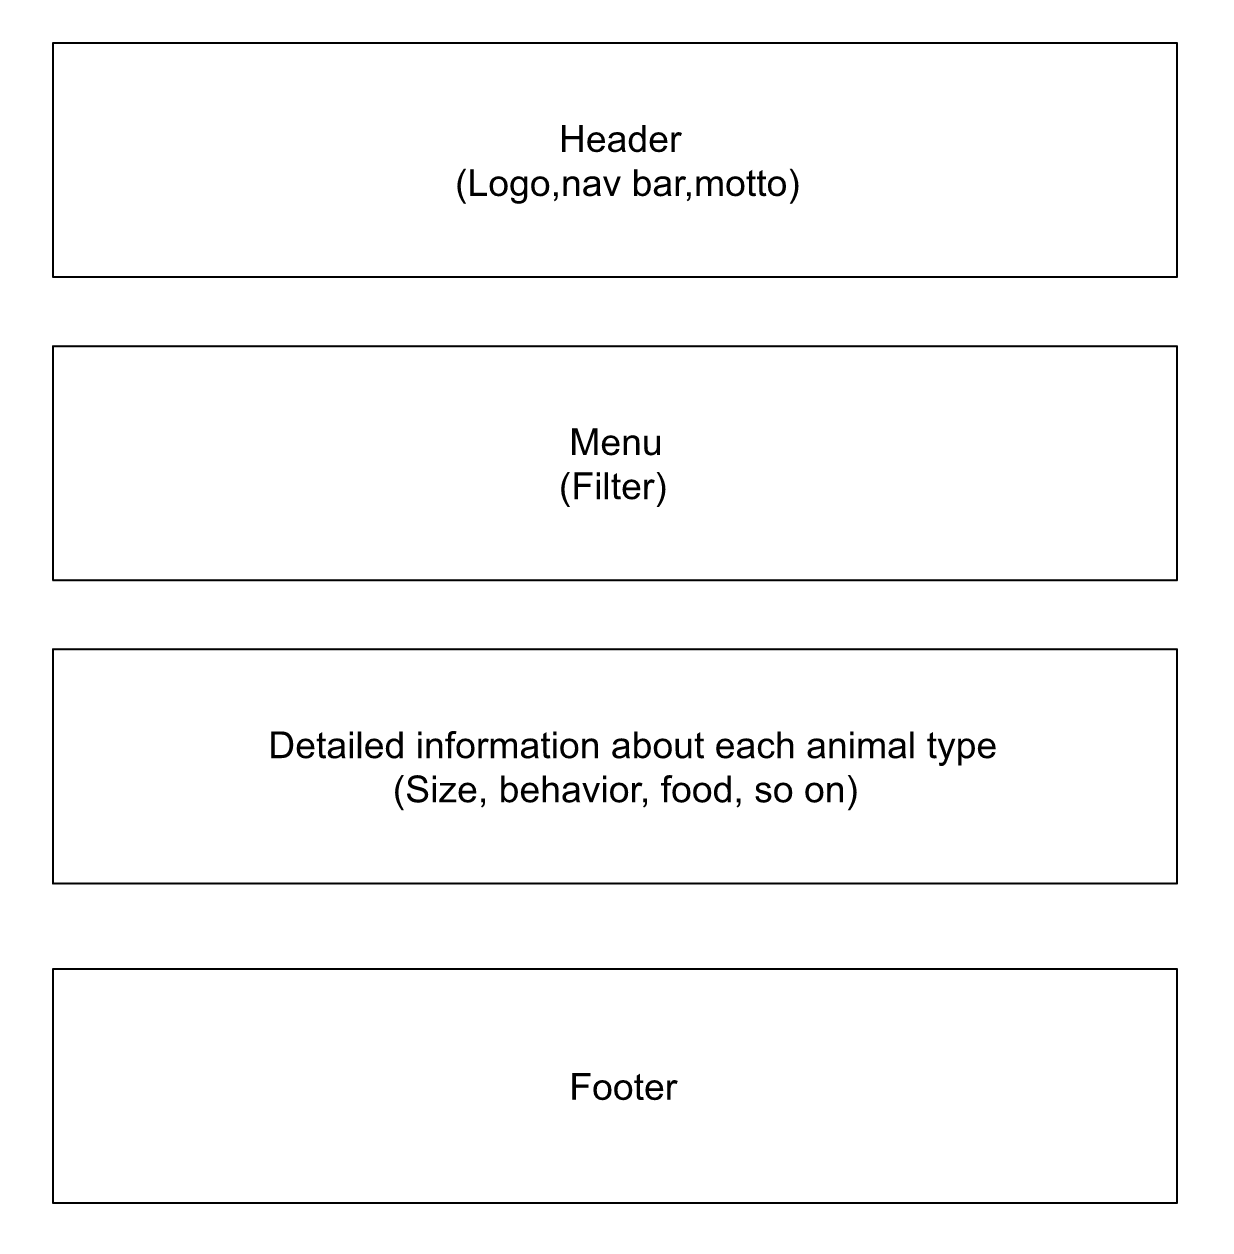 Header
(Logo,nav bar,motto)
Menu
(Filter)
Detailed information about each animal type
(Size, behavior, food, so on)
Footer